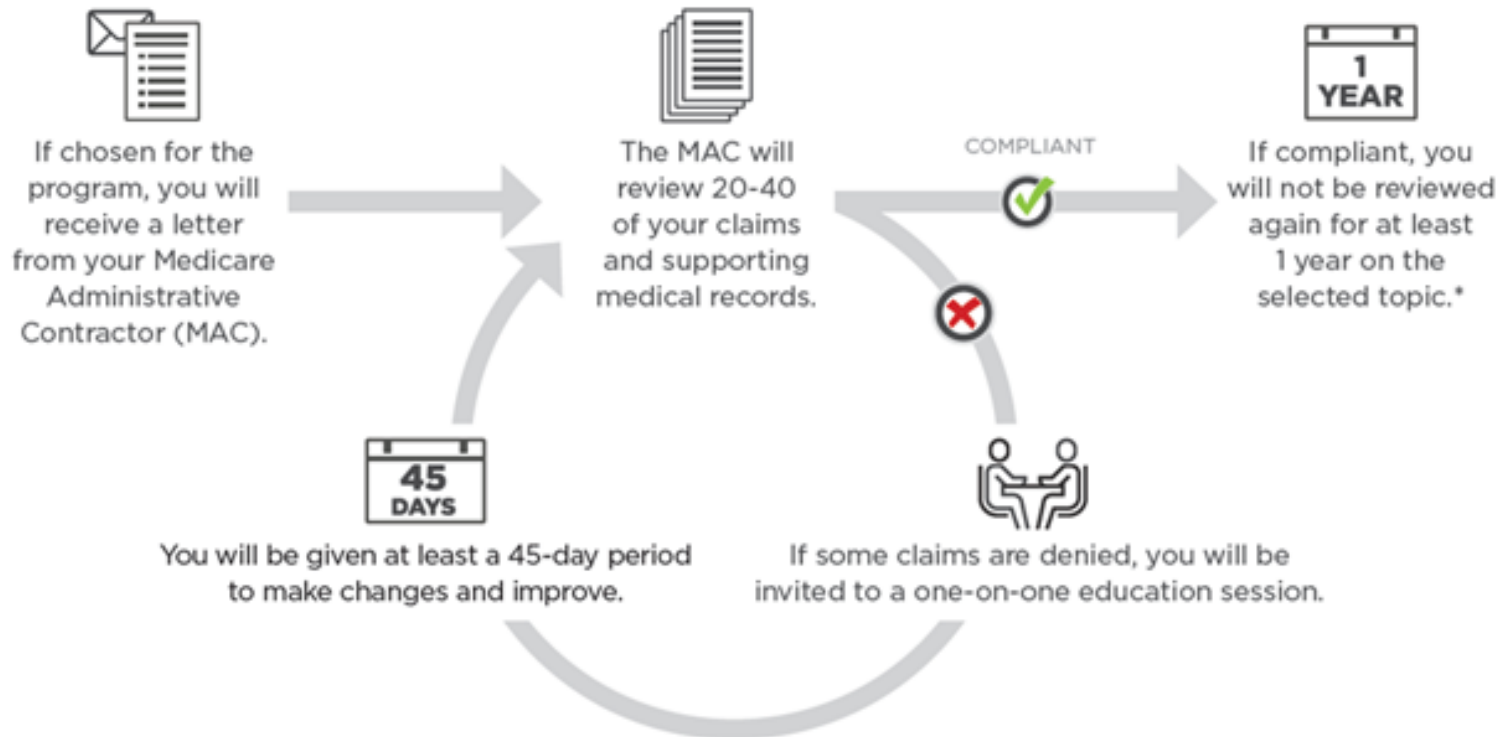 If chosen for the
program, you will
receive a letter
from your Medicare
Administrative
Contractor (MAC).
The MAC will
review 20-40
of your claims
and supporting
medical records.
COMPLIANT
1
YEAR
If compliant, you
will not be reviewed
again for at least
1 year on the
selected topic.*
45
DAYS
You will be given at least a 45-day period
to make changes and improve.
If some claims are denied, you will be
invited to a one-on-one education session.